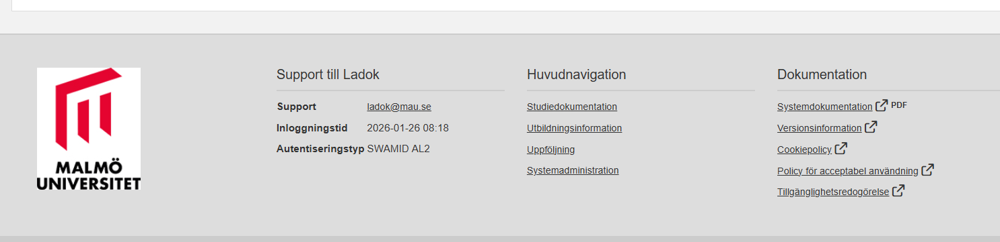 MALMÖ
UNIVERSITET
Support till Ladok
Support ladok@mau.se
Inloggningstid 2026-01-26 08:18
Autentiseringstyp SWAMID AL2
Huvudnavigation
Studiedokumentation
Utbildningsinformation
Uppföljning
Systemadministration
Dokumentation
Systemdokumentation PDF
Versionsinformation
Cookiepolicy
Policy för acceptabel användning
Tillgänglighetsredogörelse